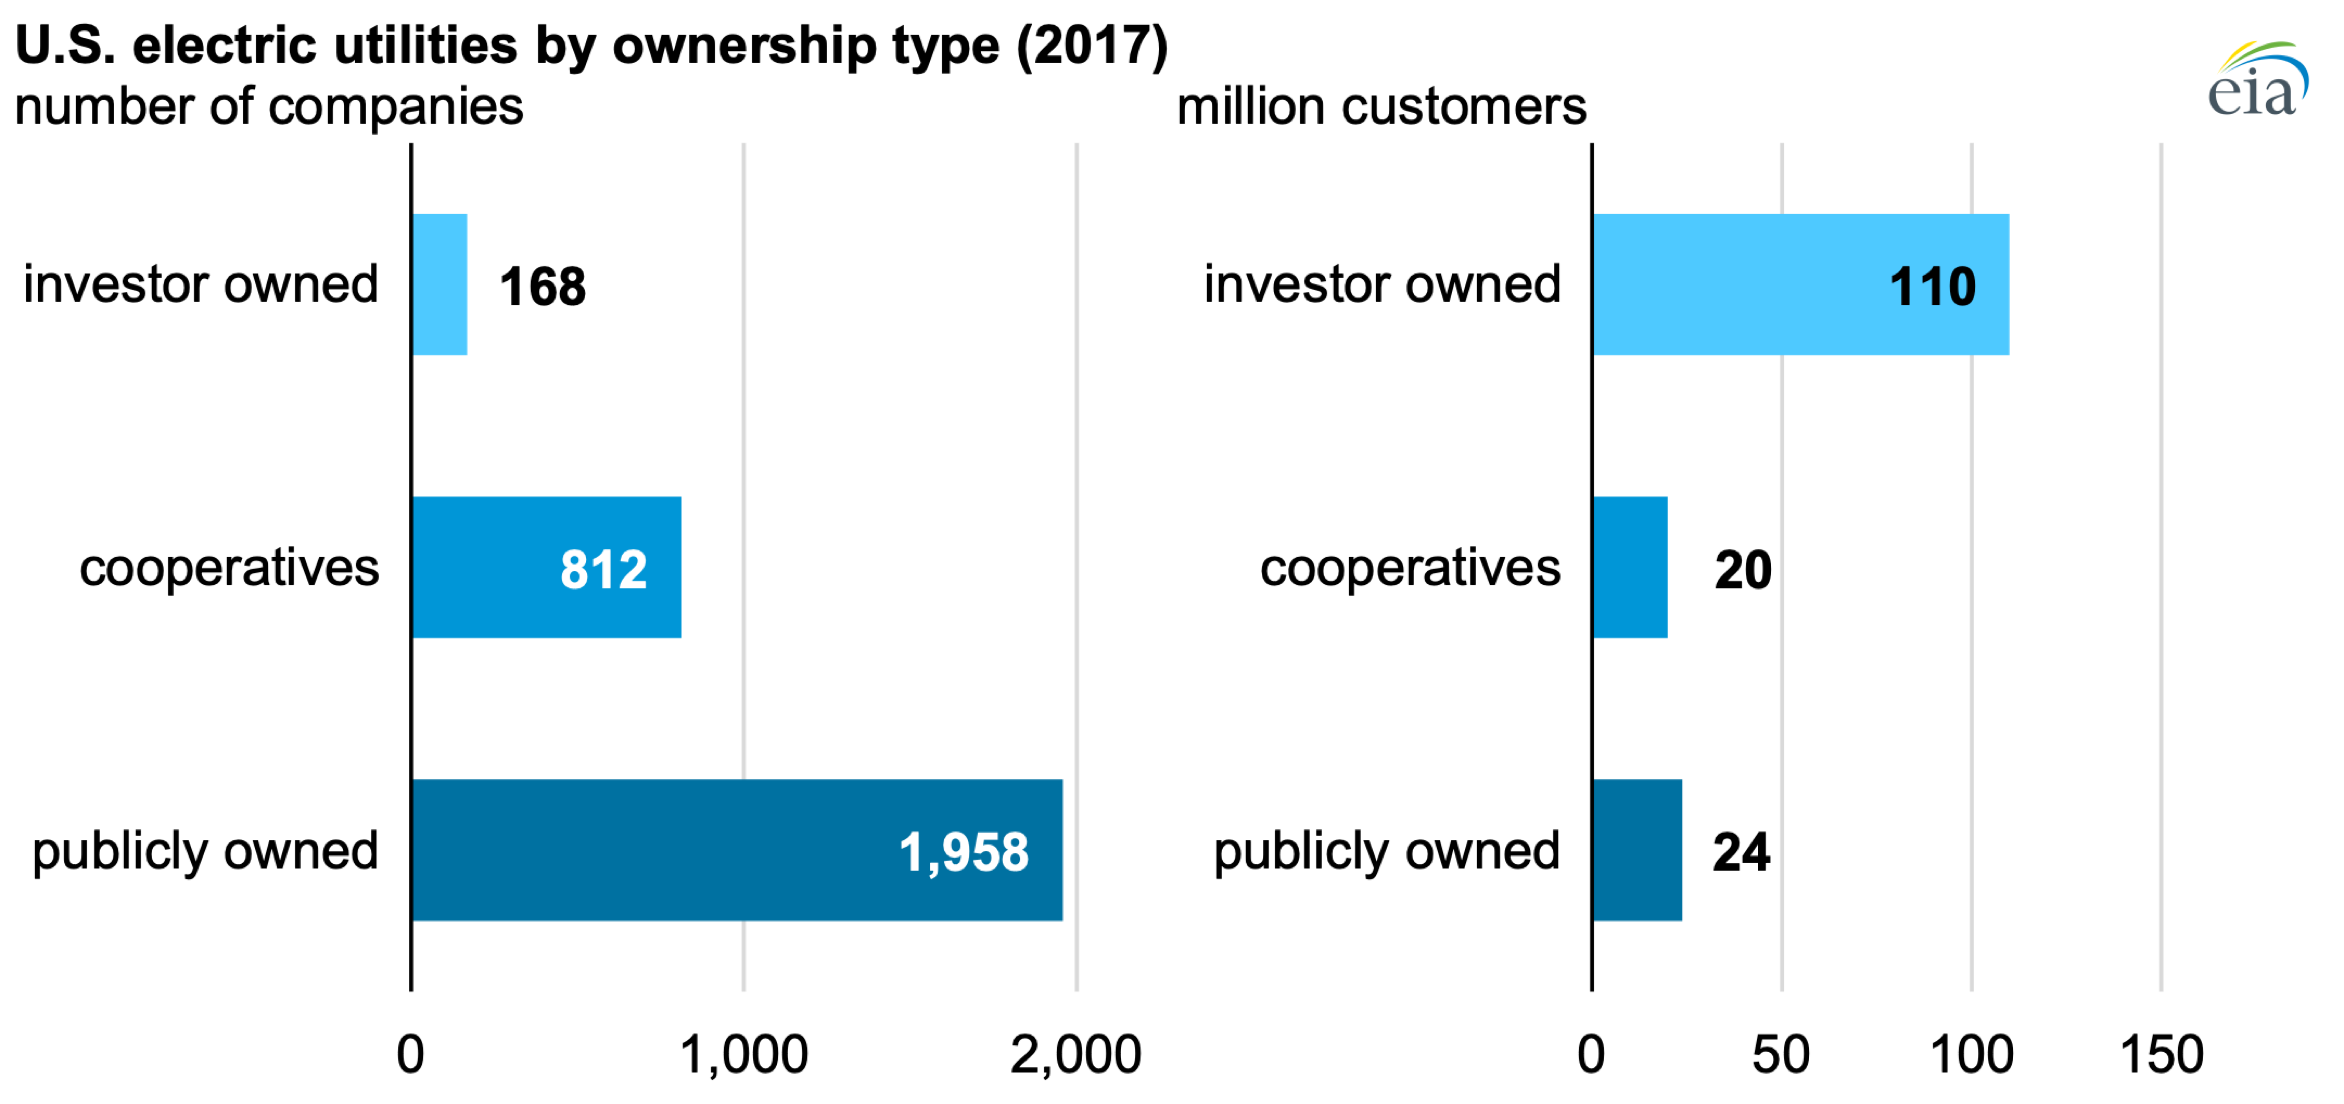 U.S. electric utilities by ownership type (2017)
number of companies
million customers
eia
investor owned
168
cooperatives
812
publicly owned
1,958
0
1,000
2,000
investor owned
110
cooperatives
20
publicly owned
24
0
50
100
150